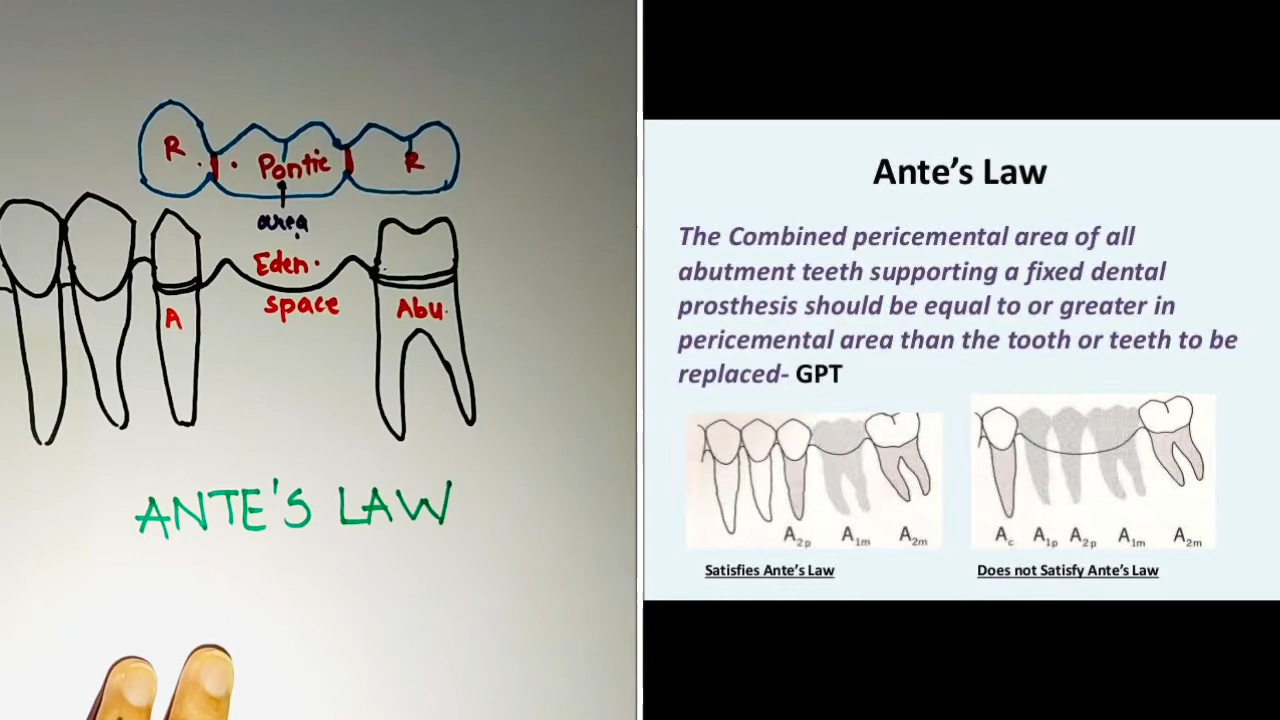 R
Pontic
R
area
Eden.
space
A
Abu.
ANTE'S LAW
Ante's Law
The Combined pericemental area of all
abutment teeth supporting a fixed dental
prosthesis should be equal to or greater in
pericemental area than the tooth or teeth to be
replaced- GPT
A2p A1m A2m
Satisfies Ante's Law
Ac A1p A2p A1m A2m
Does not Satisfy Ante's Law